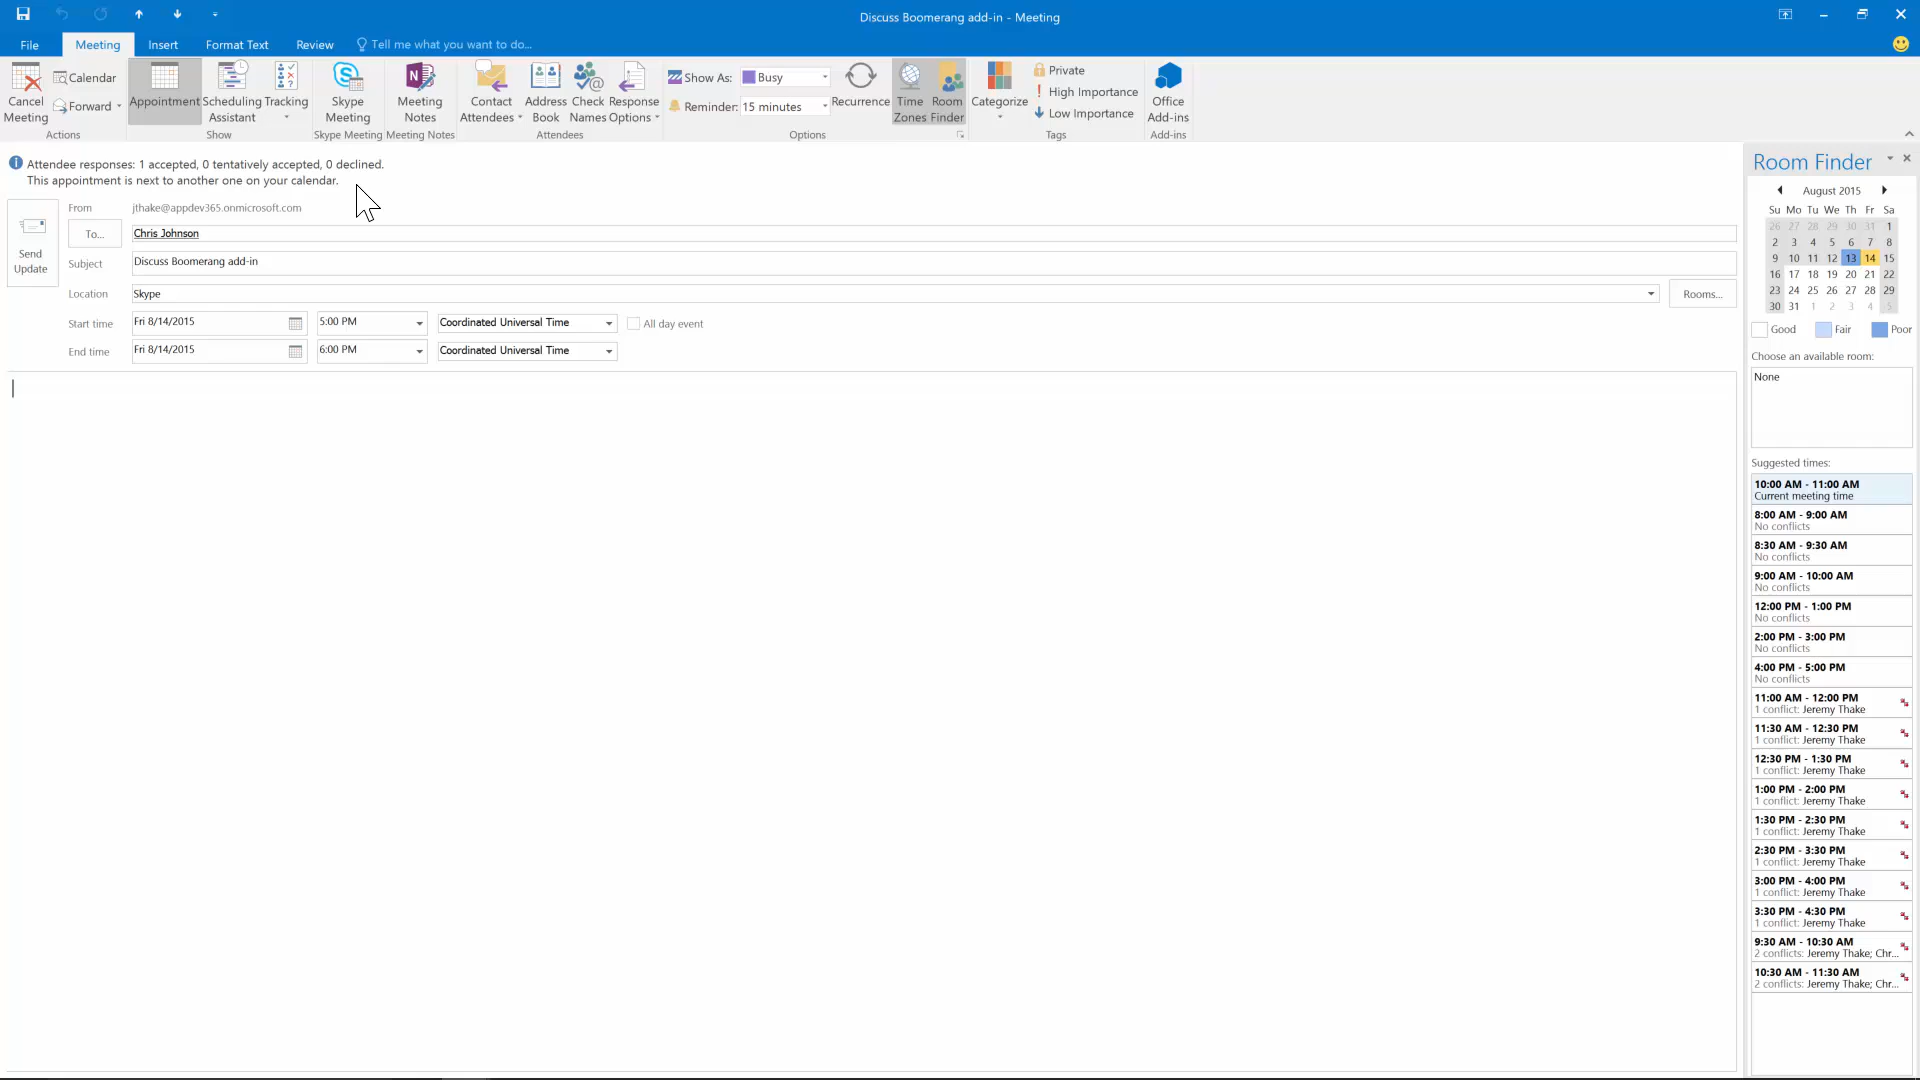 Discuss Boomerang add-in - Meeting
File Meeting Insert Format Text Review Tell me what you want to do...
Cancel Meeting
Calendar
Forward
Actions
Appointment
Scheduling Assistant
Tracking
Show
Skype Meeting
Skype Meeting
Meeting Notes
Meeting Notes
Contact Attendees
Address Book
Check Names
Response Options
Attendees
Show As: Busy
Reminder: 15 minutes
Recurrence
Time Zones
Room Finder
Options
Categorize
Private
High Importance
Low Importance
Tags
Office Add-ins
Add-ins
Attendee responses: 1 accepted, 0 tentatively accepted, 0 declined.
This appointment is next to another one on your calendar.
Send Update
From jthake@appdev365.onmicrosoft.com
To... Chris Johnson
Subject Discuss Boomerang add-in
Location Skype Rooms...
Start time Fri 8/14/2015 5:00 PM Coordinated Universal Time All day event
End time Fri 8/14/2015 6:00 PM Coordinated Universal Time
Room Finder
August 2015
Su Mo Tu We Th Fr Sa
26 27 28 29 30 31 1
2 3 4 5 6 7 8
9 10 11 12 13 14 15
16 17 18 19 20 21 22
23 24 25 26 27 28 29
30 31 1 2 3 4 5
Good Fair Poor
Choose an available room:
None
Suggested times:
10:00 AM - 11:00 AM
Current meeting time
8:00 AM - 9:00 AM
No conflicts
8:30 AM - 9:30 AM
No conflicts
9:00 AM - 10:00 AM
No conflicts
12:00 PM - 1:00 PM
No conflicts
2:00 PM - 3:00 PM
No conflicts
4:00 PM - 5:00 PM
No conflicts
11:00 AM - 12:00 PM
1 conflict: Jeremy Thake
11:30 AM - 12:30 PM
1 conflict: Jeremy Thake
12:30 PM - 1:30 PM
1 conflict: Jeremy Thake
1:00 PM - 2:00 PM
1 conflict: Jeremy Thake
1:30 PM - 2:30 PM
1 conflict: Jeremy Thake
2:30 PM - 3:30 PM
1 conflict: Jeremy Thake
3:00 PM - 4:00 PM
1 conflict: Jeremy Thake
3:30 PM - 4:30 PM
1 conflict: Jeremy Thake
9:30 AM - 10:30 AM
2 conflicts: Jeremy Thake; Chr...
10:30 AM - 11:30 AM
2 conflicts: Jeremy Thake; Chr...